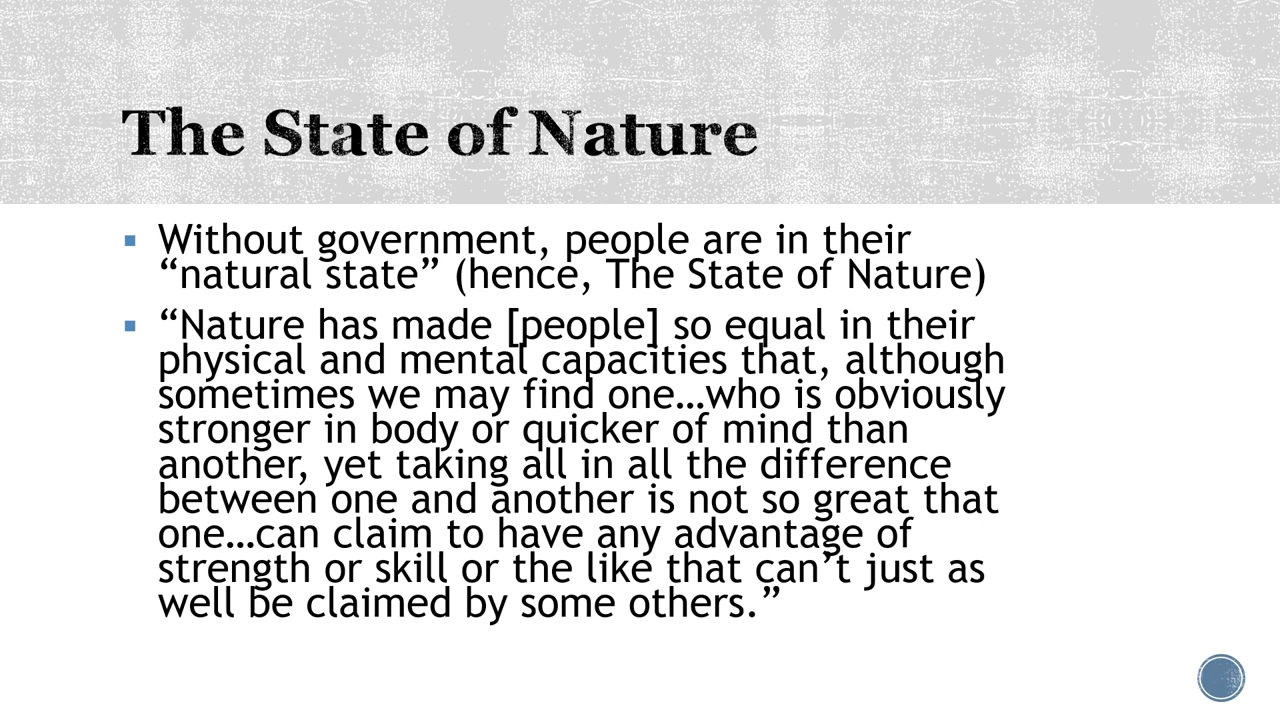 The State of Nature
Without government, people are in their
“natural state” (hence, The State of Nature)
“Nature has made [people] so equal in their
physical and mental capacities that, although
sometimes we may find one…who is obviously
stronger in body or quicker of mind than
another, yet taking all in all the difference
between one and another is not so great that
one…can claim to have any advantage of
strength or skill or the like that can’t just as
well be claimed by some others.”